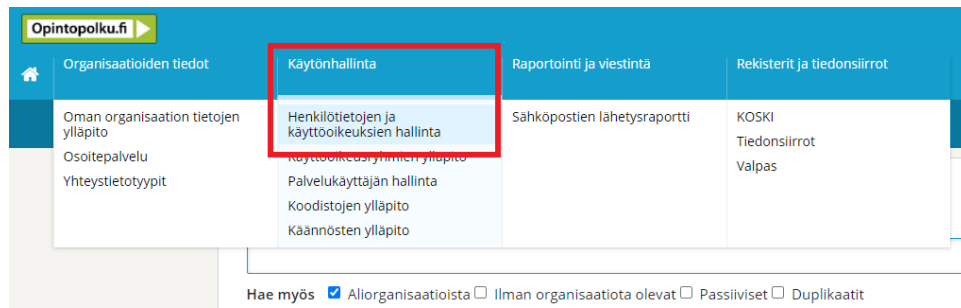 Opintopolku.fi
Organisaatioiden tiedot
Käytönhallinta
Raportointi ja viestintä
Rekisterit ja tiedonsiirrot
Oman organisaation tietojen
ylläpito
Osoitepalvelu
Yhteystietotyypit
Henkilötietojen ja
käyttöoikeuksien hallinta
Käyttöoikeusryhmien ylläpito
Palvelukäyttäjän hallinta
Koodistojen ylläpito
Käännösten ylläpito
Sähköpostien lähetysraportti
KOSKI
Tiedonsiirrot
Valpas
Hae myös Aliorganisaatioista Ilman organisaatiota olevat Passiiviset Duplikaatit